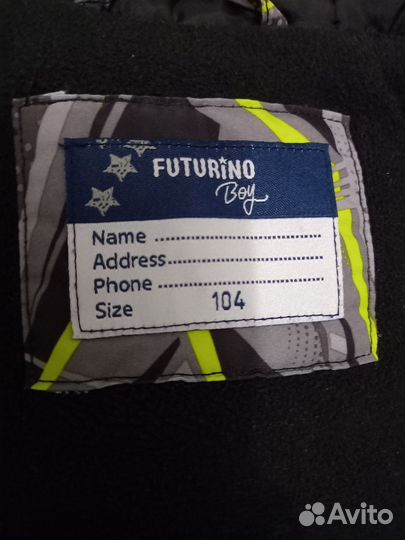 FUTURiNO
Boy
Name ..............................
Address............................
Phone ..............................
Size 104
Avito